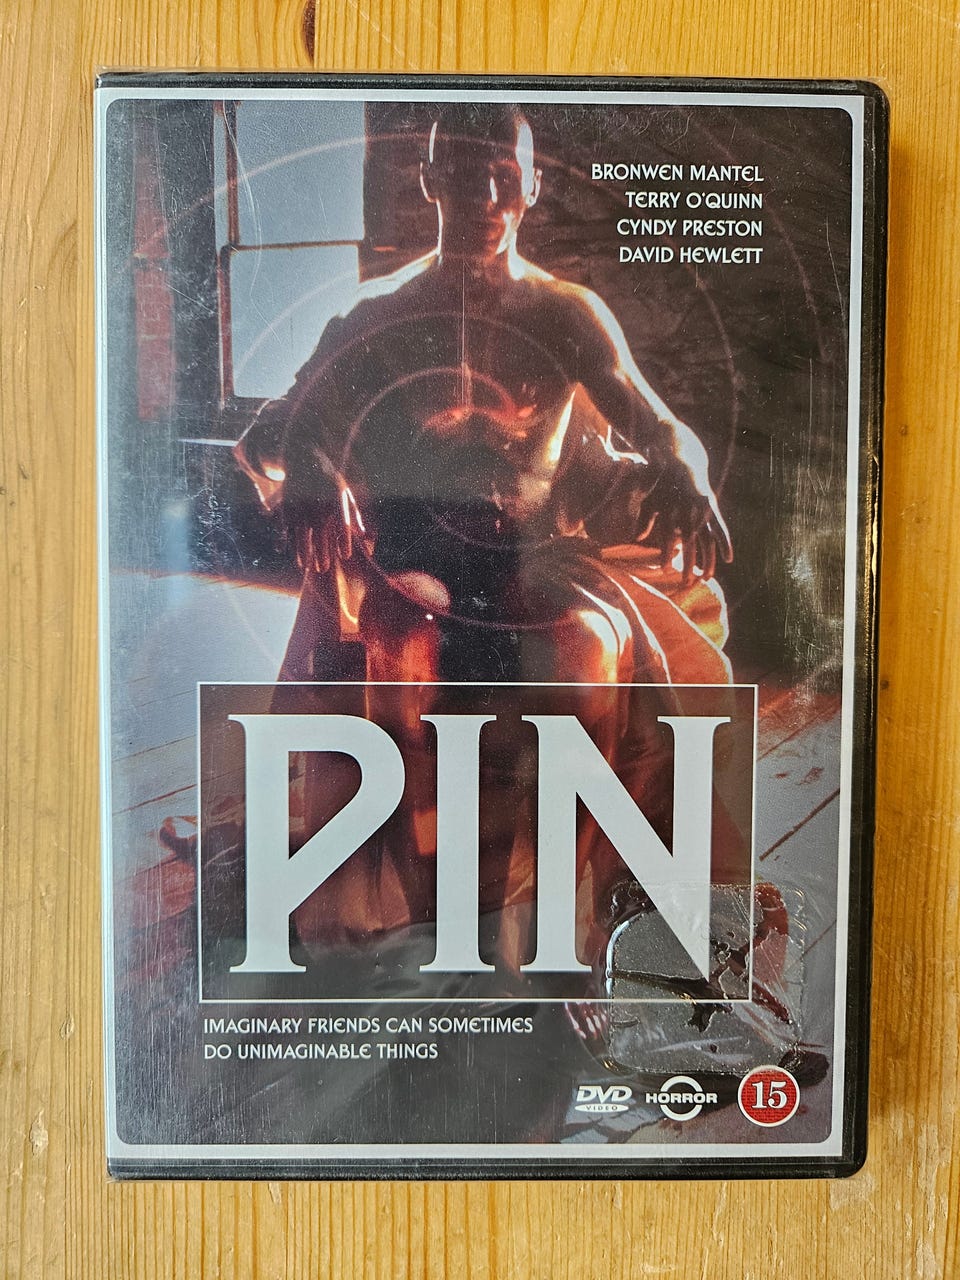 BRONWEN MANTEL
TERRY O'QUINN
CYNDY PRESTON
DAVID HEWLETT
PIN
IMAGINARY FRIENDS CAN SOMETIMES
DO UNIMAGINABLE THINGS
DVD
VIDEO
HORROR
15